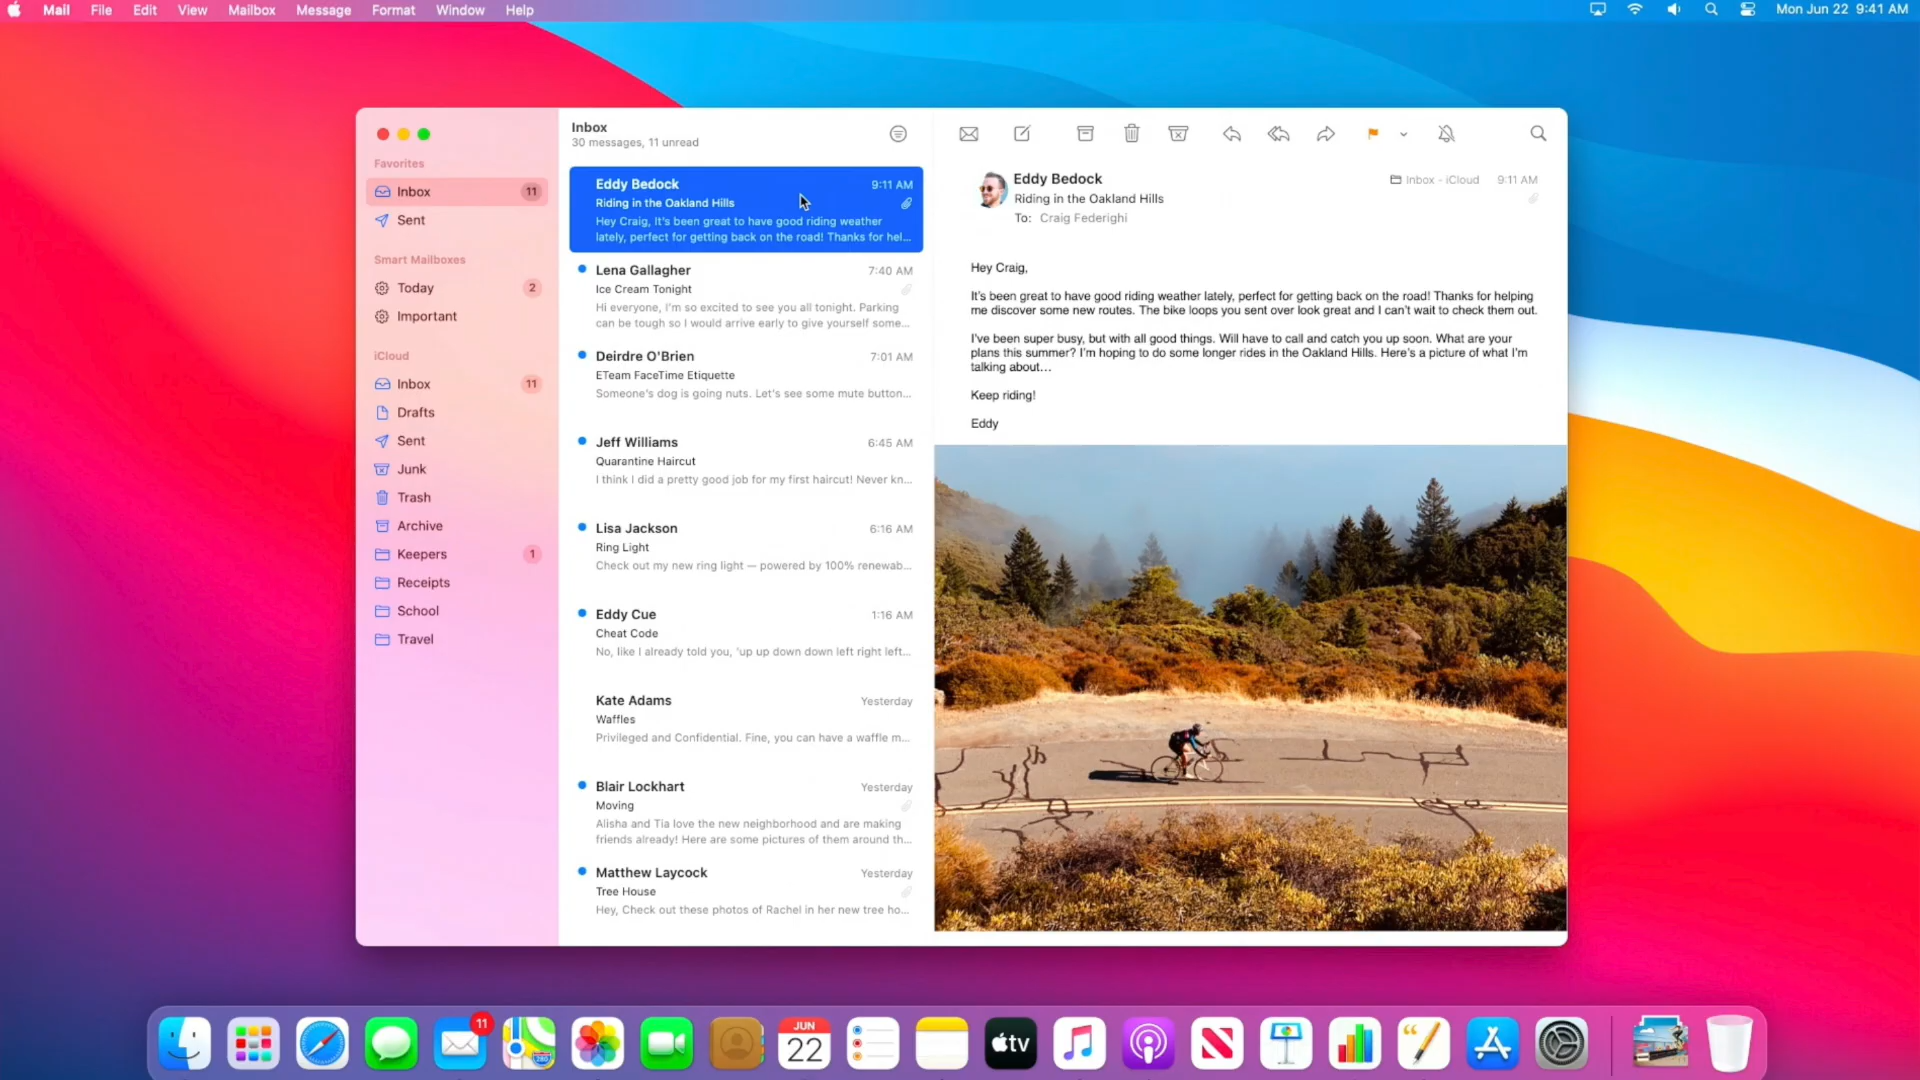 Mail File Edit View Mailbox Message Format Window Help
Mon Jun 22 9:41 AM
Favorites
Inbox 11
Sent
Smart Mailboxes
Today 2
Important
iCloud
Inbox 11
Drafts
Sent
Junk
Trash
Archive
Keepers 1
Receipts
School
Travel
Inbox
30 messages, 11 unread
Eddy Bedock 9:11 AM
Riding in the Oakland Hills
Hey Craig, It's been great to have good riding weather
lately, perfect for getting back on the road! Thanks for hel...
Lena Gallagher 7:40 AM
Ice Cream Tonight
Hi everyone, I'm so excited to see you all tonight. Parking
can be tough so I would arrive early to give yourself some...
Deirdre O'Brien 7:01 AM
ETeam FaceTime Etiquette
Someone's dog is going nuts. Let's see some mute button...
Jeff Williams 6:45 AM
Quarantine Haircut
I think I did a pretty good job for my first haircut! Never kn...
Lisa Jackson 6:16 AM
Ring Light
Check out my new ring light — powered by 100% renewab...
Eddy Cue 1:16 AM
Cheat Code
No, like I already told you, 'up up down down left right left...
Kate Adams Yesterday
Waffles
Privileged and Confidential. Fine, you can have a waffle m...
Blair Lockhart Yesterday
Moving
Alisha and Tia love the new neighborhood and are making
friends already! Here are some pictures of them around th...
Matthew Laycock Yesterday
Tree House
Hey, Check out these photos of Rachel in her new tree ho...
Eddy Bedock Inbox - iCloud 9:11 AM
Riding in the Oakland Hills
To: Craig Federighi
Hey Craig,
It's been great to have good riding weather lately, perfect for getting back on the road! Thanks for helping
me discover some new routes. The bike loops you sent over look great and I can't wait to check them out.
I've been super busy, but with all good things. Will have to call and catch you up soon. What are your
plans this summer? I'm hoping to do some longer rides in the Oakland Hills. Here's a picture of what I'm
talking about…
Keep riding!
Eddy
11
280
JUN
22
tv